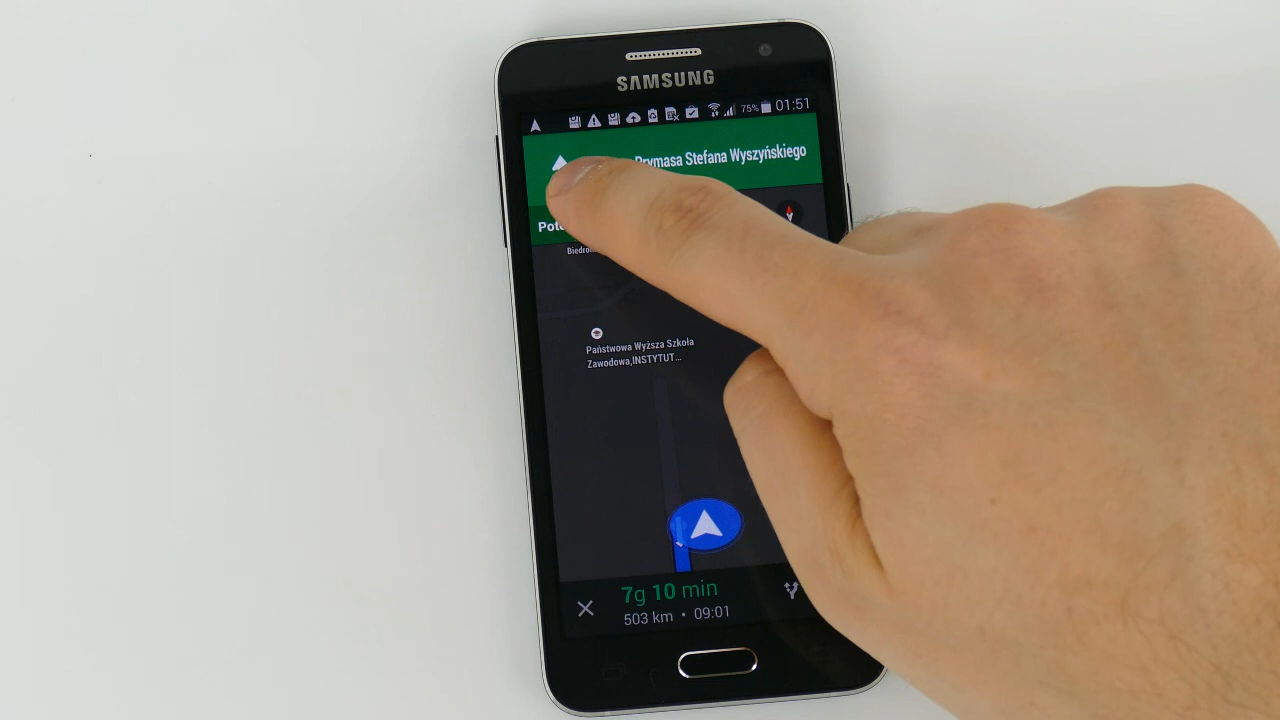 SAMSUNG
75% 01:51
Prymasa Stefana Wyszyńskiego
Państwowa Wyższa Szkoła
Zawodowa,INSTYTUT...
7g 10 min
503 km • 09:01